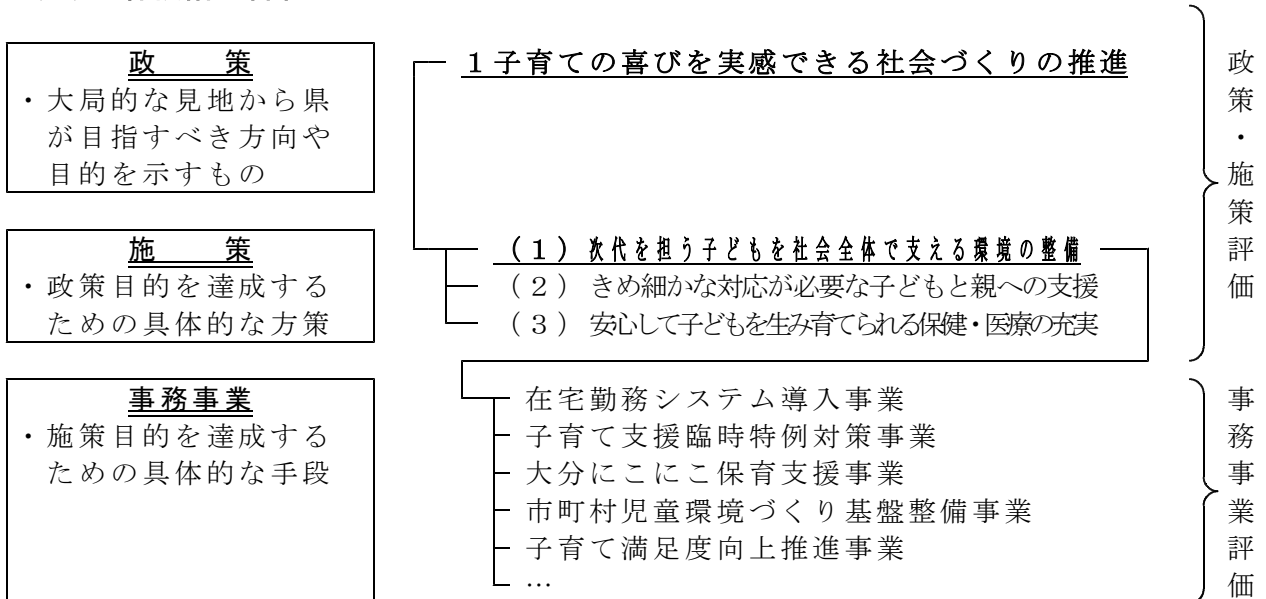 政　　策
・大局的な見地から県
が目指すべき方向や
目的を示すもの
施　　策
・政策目的を達成する
ための具体的な方策
事務事業
・施策目的を達成する
ための具体的な手段
１子育ての喜びを実感できる社会づくりの推進
（１）次代を担う子どもを社会全体で支える環境の整備
（２）きめ細かな対応が必要な子どもと親への支援
（３）安心して子どもを生み育てられる保健・医療の充実
在宅勤務システム導入事業
子育て支援臨時特例対策事業
大分にこにこ保育支援事業
市町村児童環境づくり基盤整備事業
子育て満足度向上推進事業
…
政策・施策評価
事務事業評価